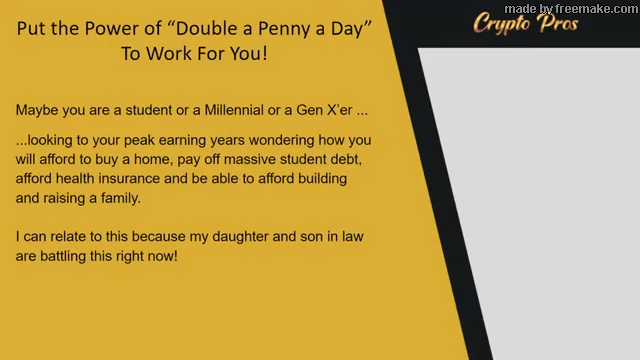 made by freemake.com
Crypto Pros
Put the Power of “Double a Penny a Day”
To Work For You!
Maybe you are a student or a Millennial or a Gen X’er ...
...looking to your peak earning years wondering how you
will afford to buy a home, pay off massive student debt,
afford health insurance and be able to afford building
and raising a family.
I can relate to this because my daughter and son in law
are battling this right now!